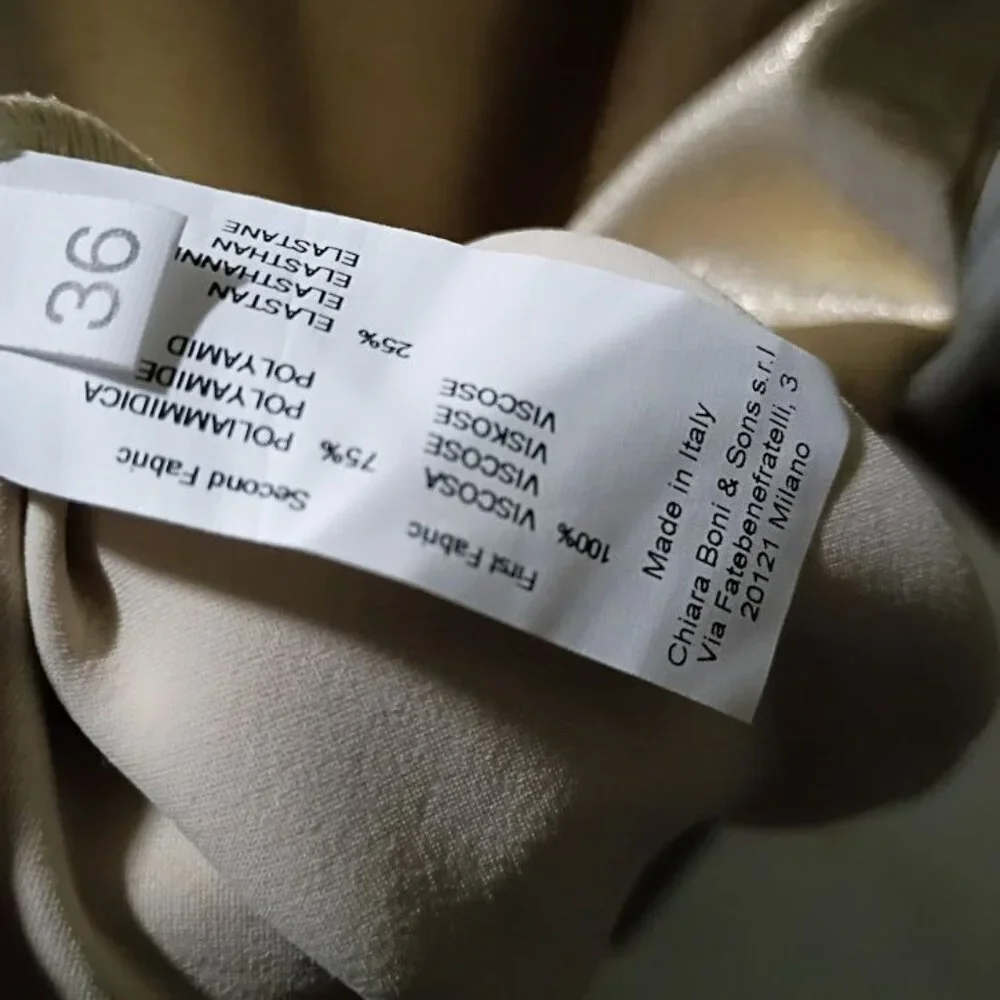 36
First Fabric
100% VISCOSA
VISCOSE
VISKOSE
VISCOSE
Second Fabric
75% POLIAMMIDICA
POLYAMIDE
POLYAMID
25% ELASTAN
ELASTHANNI
ELASTHAN
ELASTANE
Made in Italy
Chiara Boni & Sons s.r.l
Via Fatebenefratelli, 3
20121 Milano